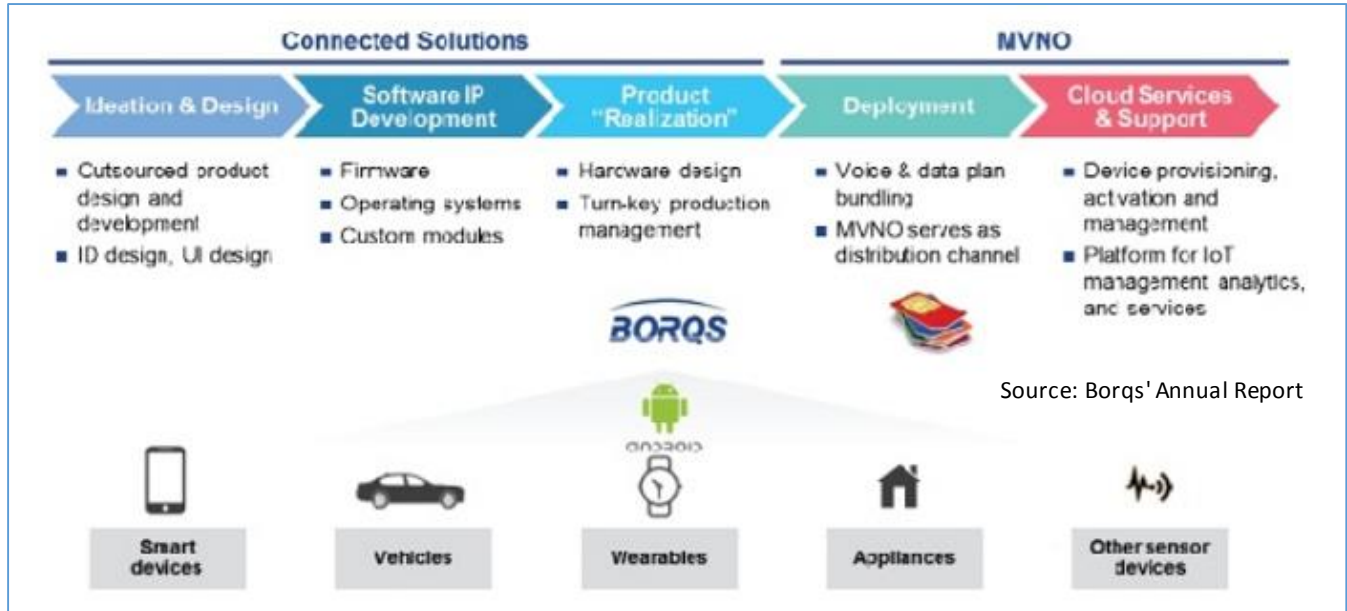 Connected Solutions
MVNO
Ideation & Design
Software IP
Development
Product
"Realization"
Deployment
Cloud Services
& Support
Outsourced product
design and
development
ID design, UI design
Firmware
Operating systems
Custom modules
Hardware design
Turn-key production
management
Voice & data plan
bundling
MVNO serves as
distribution channel
Device provisioning,
activation and
management
Platform for IoT
management analytics,
and services
BORQS
Source: Borqs' Annual Report
ANDROID
Smart
devices
Vehicles
Wearables
Appliances
Other sensor
devices